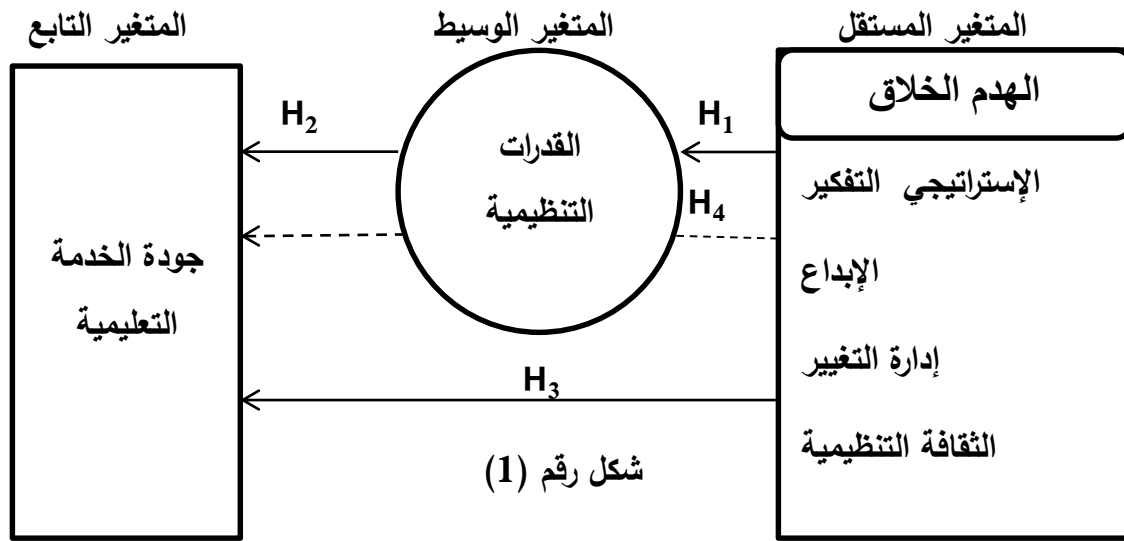 المتغير المستقل
المتغير الوسيط
المتغير التابع
الهدم الخلاق
الإستراتيجي التفكير
الإبداع
إدارة التغيير
الثقافة التنظيمية
H₁
H₄
القدرات
التنظيمية
H₂
H₃
جودة الخدمة
التعليمية
شكل رقم (1)